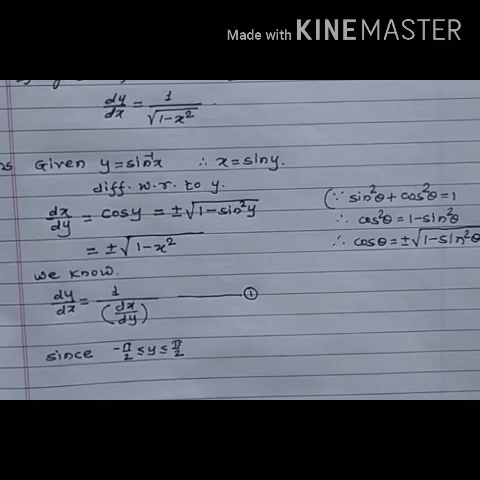 Made with KINEMASTER
dy/dx = 1/√1-x²
Given y = sin⁻¹x ∴ x = siny.
diff. w.r. to y.
dx/dy = cosy = ±√1-sin²y
= ±√1-x²
(∵ sin²θ + cos²θ = 1
∴ cos²θ = 1-sin²θ
∴ cosθ = ±√1-sin²θ
we know.
dy/dx = 1/(dx/dy) ——— ①
since -π/2 ≤ y ≤ π/2